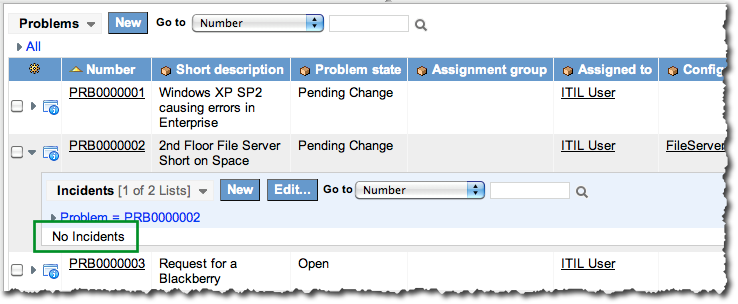 Problems New Go to Number
All
Number Short description Problem state Assignment group Assigned to Config
PRB0000001 Windows XP SP2 Pending Change ITIL User
causing errors in
Enterprise
PRB0000002 2nd Floor File Server Pending Change ITIL User FileServer
Short on Space
Incidents [1 of 2 Lists] New Edit... Go to Number
Problem = PRB0000002
No Incidents
PRB0000003 Request for a Open ITIL User
Blackberry